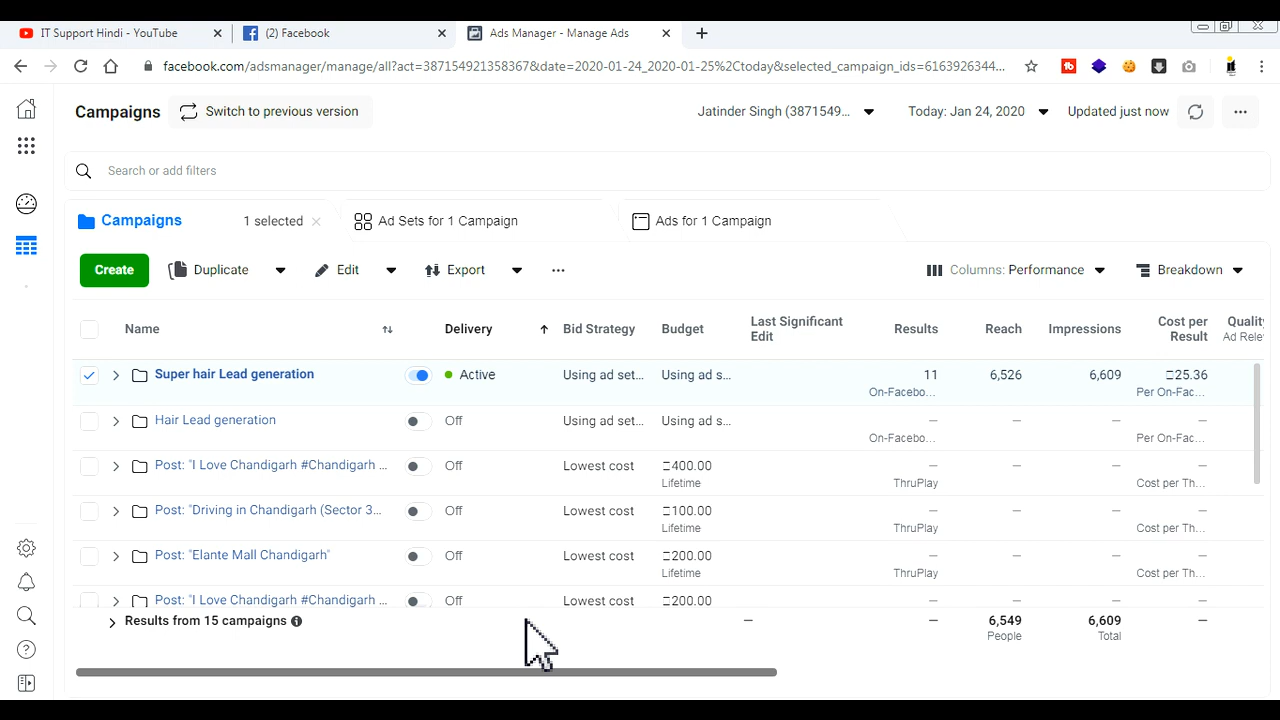 IT Support Hindi - YouTube
(2) Facebook
Ads Manager - Manage Ads
facebook.com/adsmanager/manage/all?act=387154921358367&date=2020-01-24_2020-01-25%2Ctoday&selected_campaign_ids=6163926344...
Campaigns
Switch to previous version
Jatinder Singh (3871549...
Today: Jan 24, 2020
Updated just now
Search or add filters
Campaigns
1 selected
Ad Sets for 1 Campaign
Ads for 1 Campaign
Create
Duplicate
Edit
Export
Columns: Performance
Breakdown
Name
Delivery
Bid Strategy
Budget
Last Significant
Edit
Results
Reach
Impressions
Cost per
Result
Quality
Ad Rele
Super hair Lead generation
Active
Using ad set...
Using ad s...
11
On-Facebo...
6,526
6,609
25.36
Per On-Fac...
Hair Lead generation
Off
Using ad set...
Using ad s...
—
On-Facebo...
—
—
—
Per On-Fac...
Post: "I Love Chandigarh #Chandigarh ...
Off
Lowest cost
400.00
Lifetime
—
ThruPlay
—
—
—
Cost per Th...
Post: "Driving in Chandigarh (Sector 3...
Off
Lowest cost
100.00
Lifetime
—
ThruPlay
—
—
—
Cost per Th...
Post: "Elante Mall Chandigarh"
Off
Lowest cost
200.00
Lifetime
—
ThruPlay
—
—
—
Cost per Th...
Post: "I Love Chandigarh #Chandigarh ...
Off
Lowest cost
200.00
—
—
—
—
Results from 15 campaigns
—
—
6,549
People
6,609
Total
—